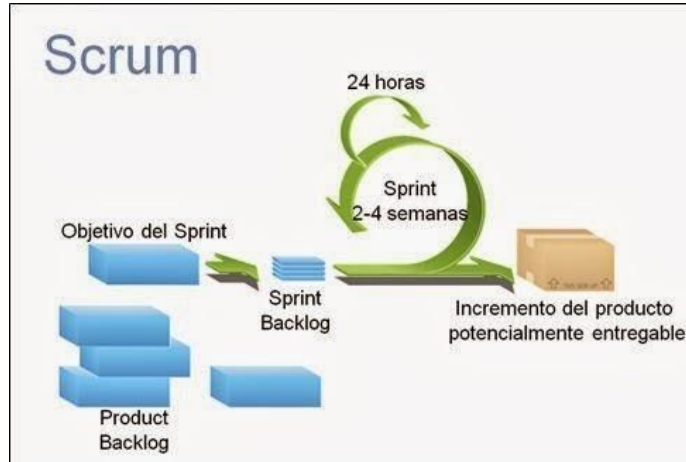 Scrum
24 horas
Sprint
2-4 semanas
Objetivo del Sprint
Sprint
Backlog
Incremento del producto
potencialmente entregable
Product
Backlog